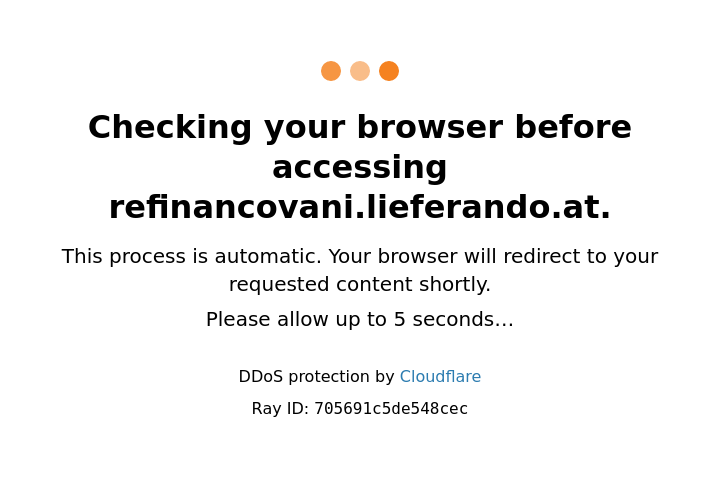 Checking your browser before
accessing
refinancovani.lieferando.at.
This process is automatic. Your browser will redirect to your
requested content shortly.
Please allow up to 5 seconds…
DDoS protection by Cloudflare
Ray ID: 705691c5de548cec